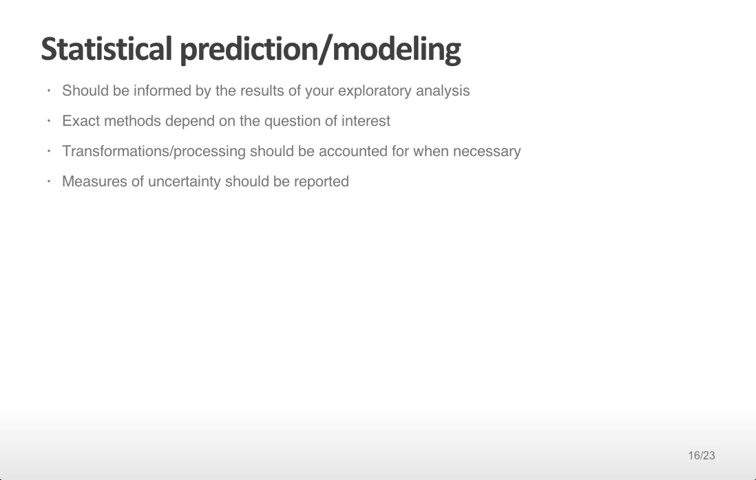 Statistical prediction/modeling
· Should be informed by the results of your exploratory analysis
· Exact methods depend on the question of interest
· Transformations/processing should be accounted for when necessary
· Measures of uncertainty should be reported
16/23